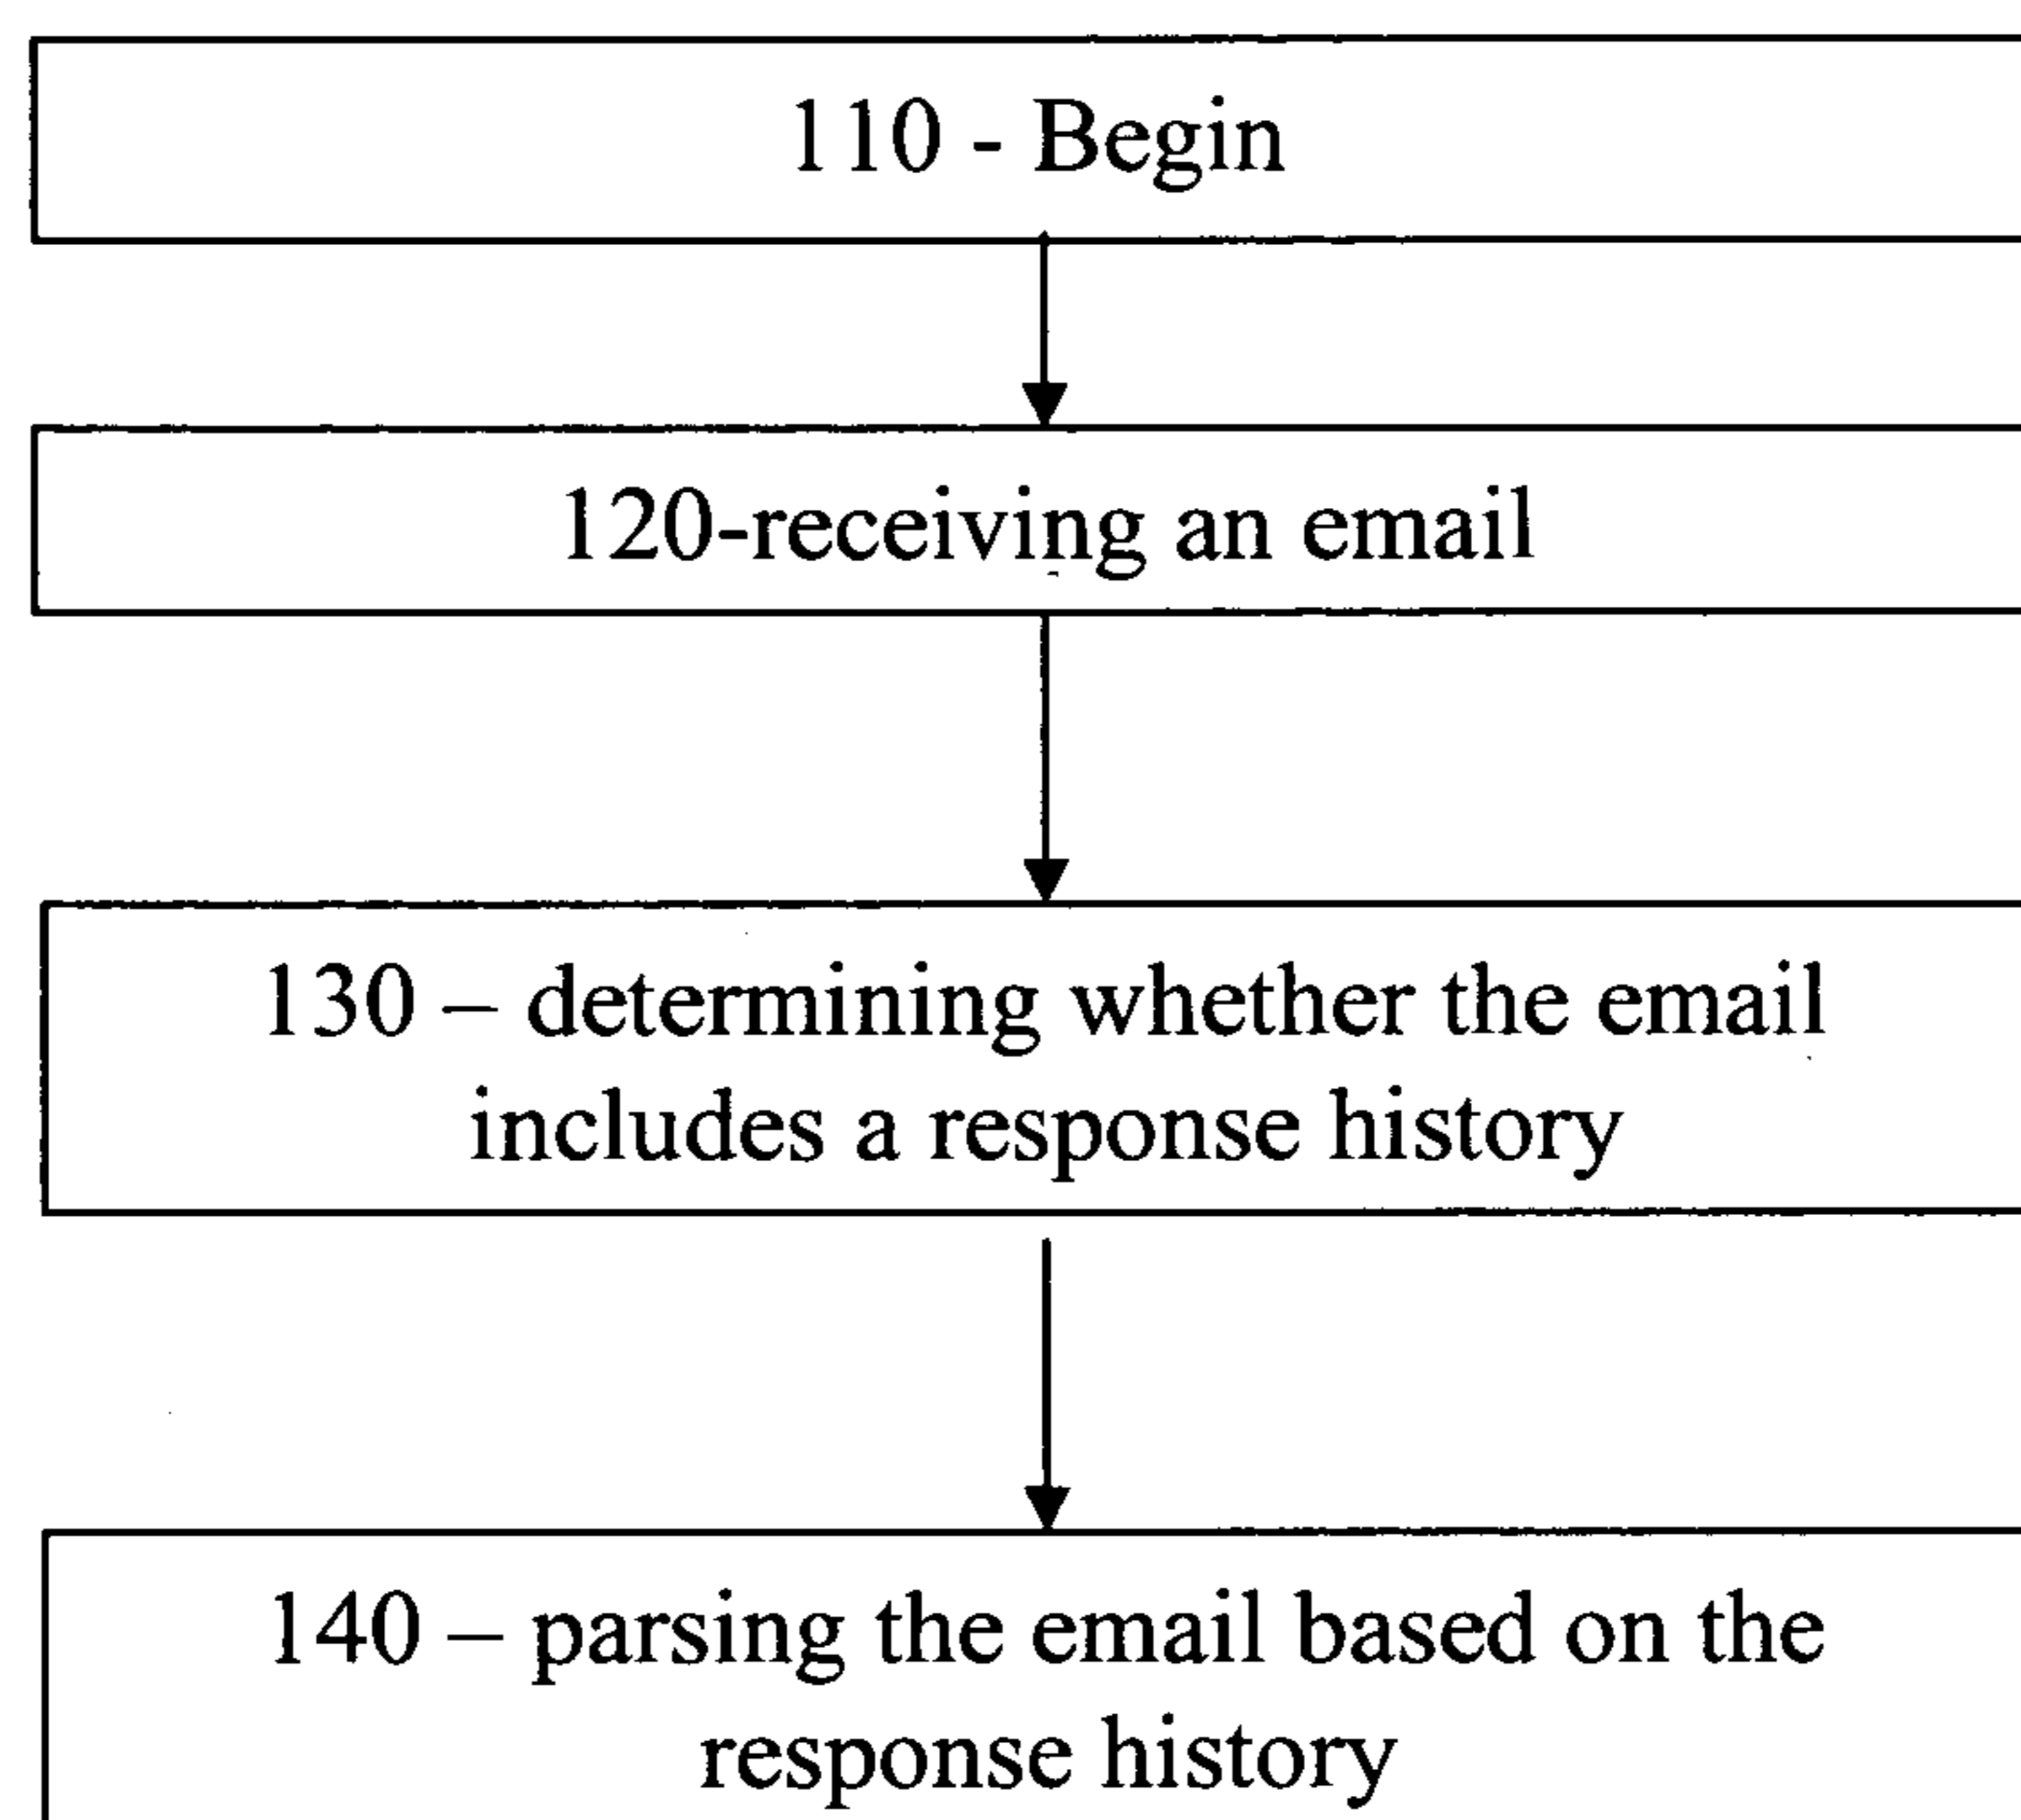 110 - Begin
120-receiving an email
130 – determining whether the email
includes a response history
140 – parsing the email based on the
response history